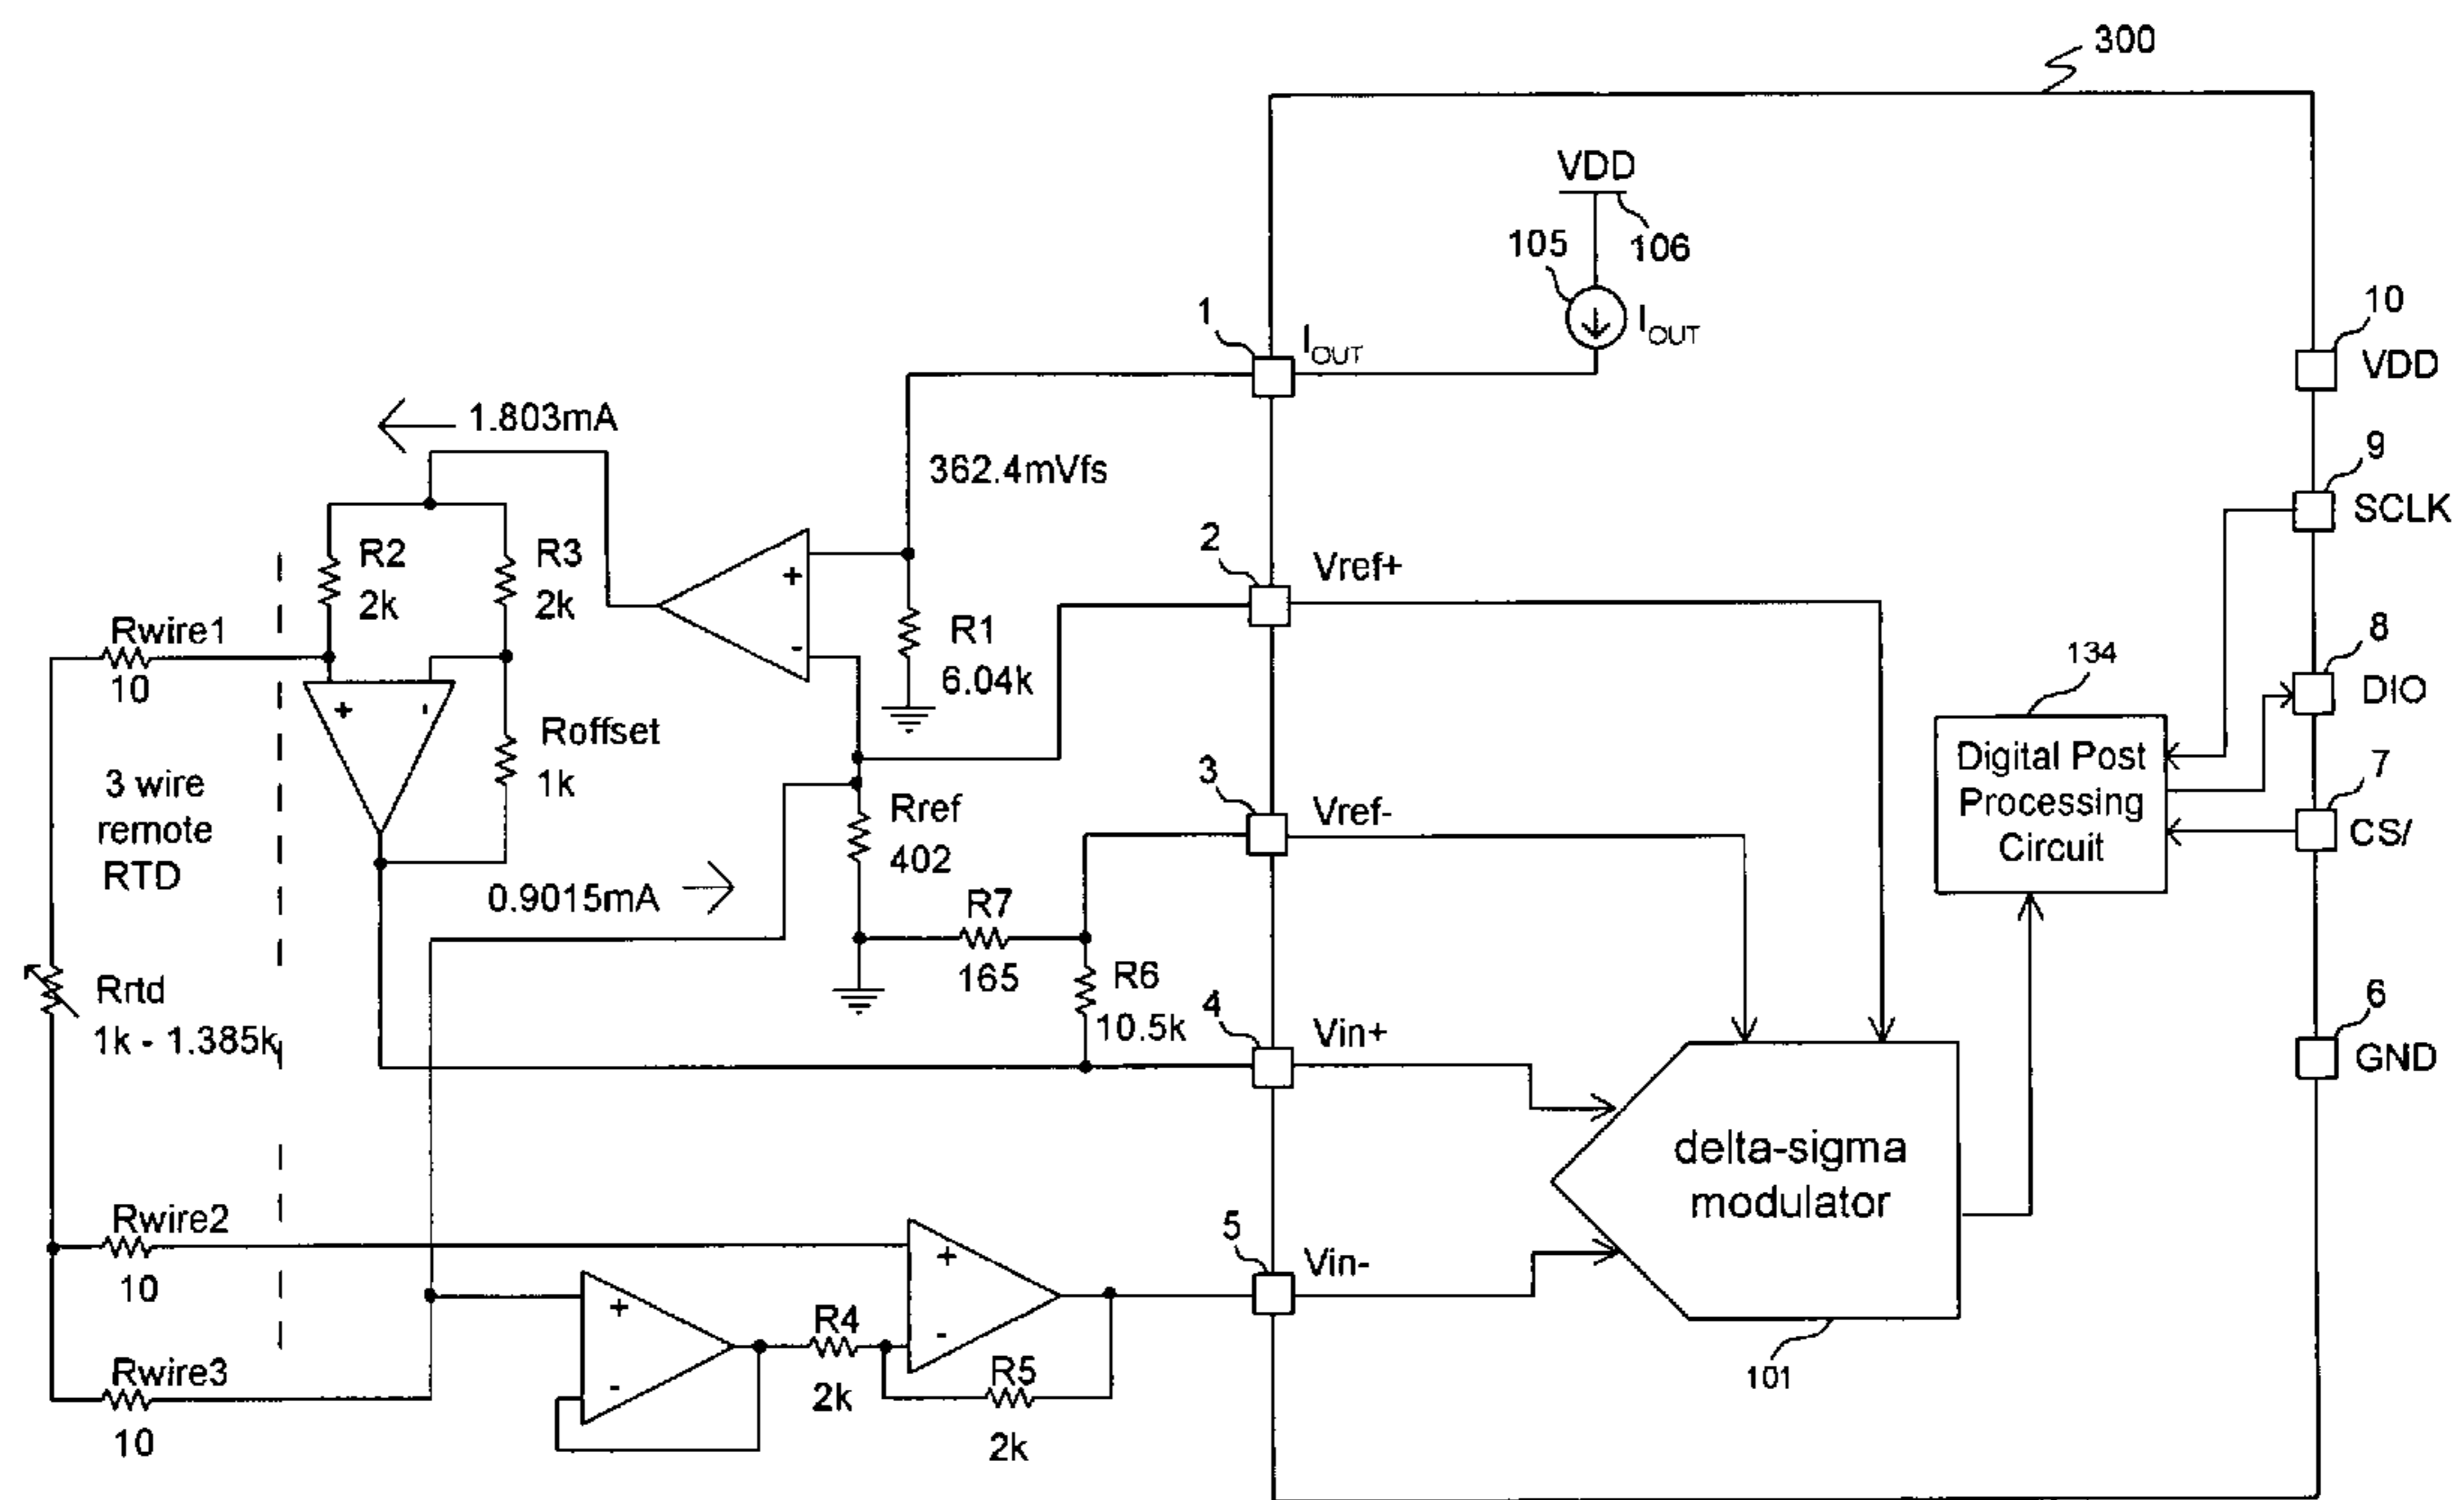 300
VDD
105
106
1
I_OUT
I_OUT
10
VDD
1.803mA
362.4mVfs
9
SCLK
R2
2k
R3
2k
+
-
R1
6.04k
2
Vref+
8
DIO
134
Digital Post
Processing
Circuit
7
CS/
Rwire1
10
+
-
Roffset
1k
3 wire
remote
RTD
Rref
402
3
Vref-
0.9015mA
R7
165
R6
10.5k
Rrtd
1k - 1.385k
4
Vin+
6
GND
delta-sigma
modulator
101
Rwire2
10
+
-
5
Vin-
+
-
R4
2k
R5
2k
Rwire3
10